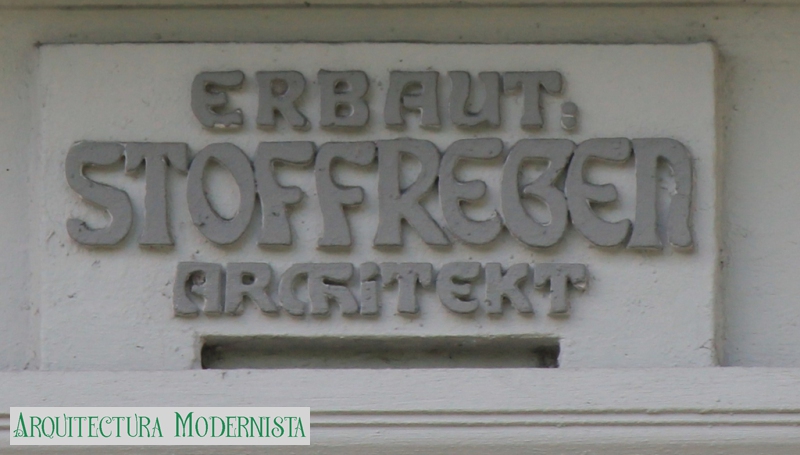 ERBAUT:
STOFFREGEN
ARCHITEKT
ARQUITECTURA MODERNISTA